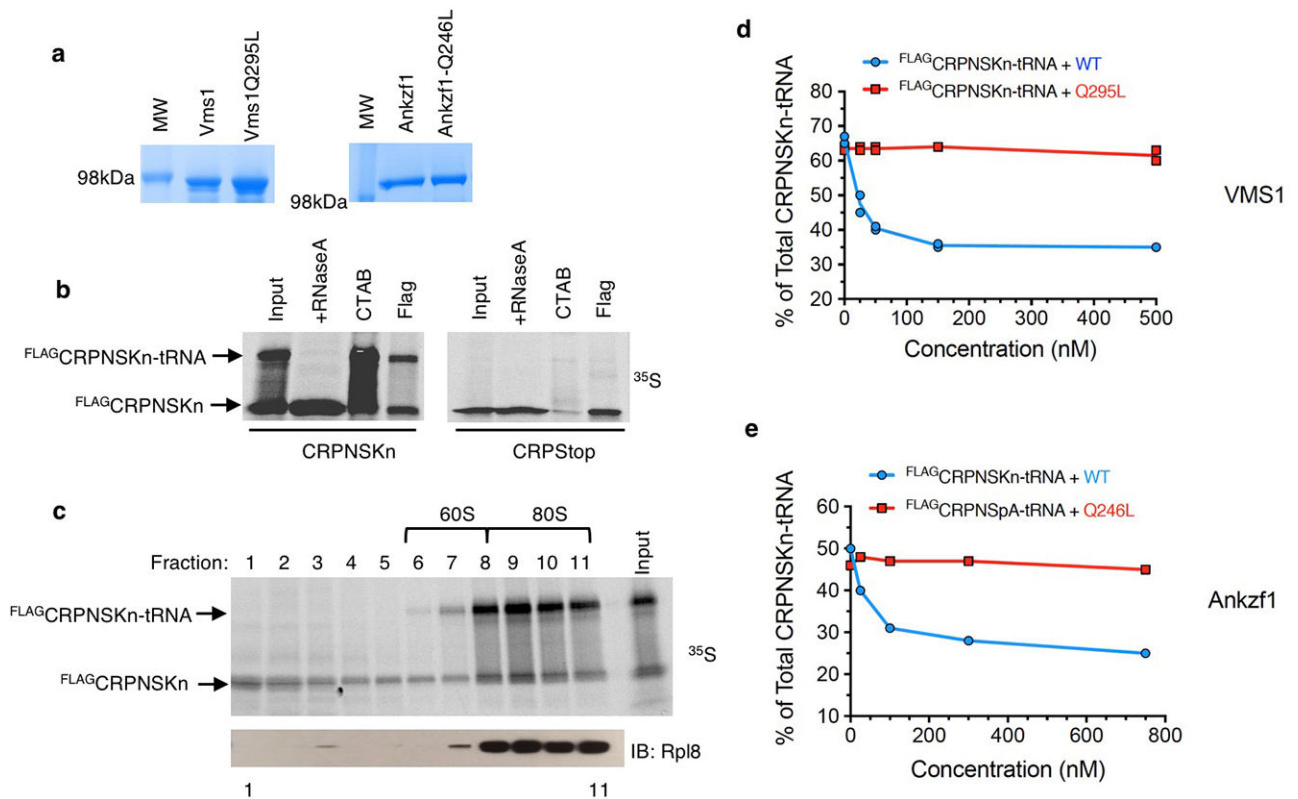 a
MW
Vms1
Vms1Q295L
98kDa
MW
Ankzf1
Ankzf1-Q246L
98kDa
b
Input
+RNaseA
CTAB
Flag
Input
+RNaseA
CTAB
Flag
FLAGCRPNSKn-tRNA
FLAGCRPNSKn
35S
CRPNSKn
CRPStop
c
60S
80S
Fraction: 1 2 3 4 5 6 7 8 9 10 11 Input
FLAGCRPNSKn-tRNA
FLAGCRPNSKn
35S
IB: Rpl8
1
11
d
FLAGCRPNSKn-tRNA + WT
FLAGCRPNSKn-tRNA + Q295L
% of Total CRPNSKn-tRNA
80
70
60
50
40
30
20
0 100 200 300 400 500
Concentration (nM)
VMS1
e
FLAGCRPNSKn-tRNA + WT
FLAGCRPNSpA-tRNA + Q246L
% of Total CRPNSKn-tRNA
60
50
40
30
20
10
0 200 400 600 800
Concentration (nM)
Ankzf1